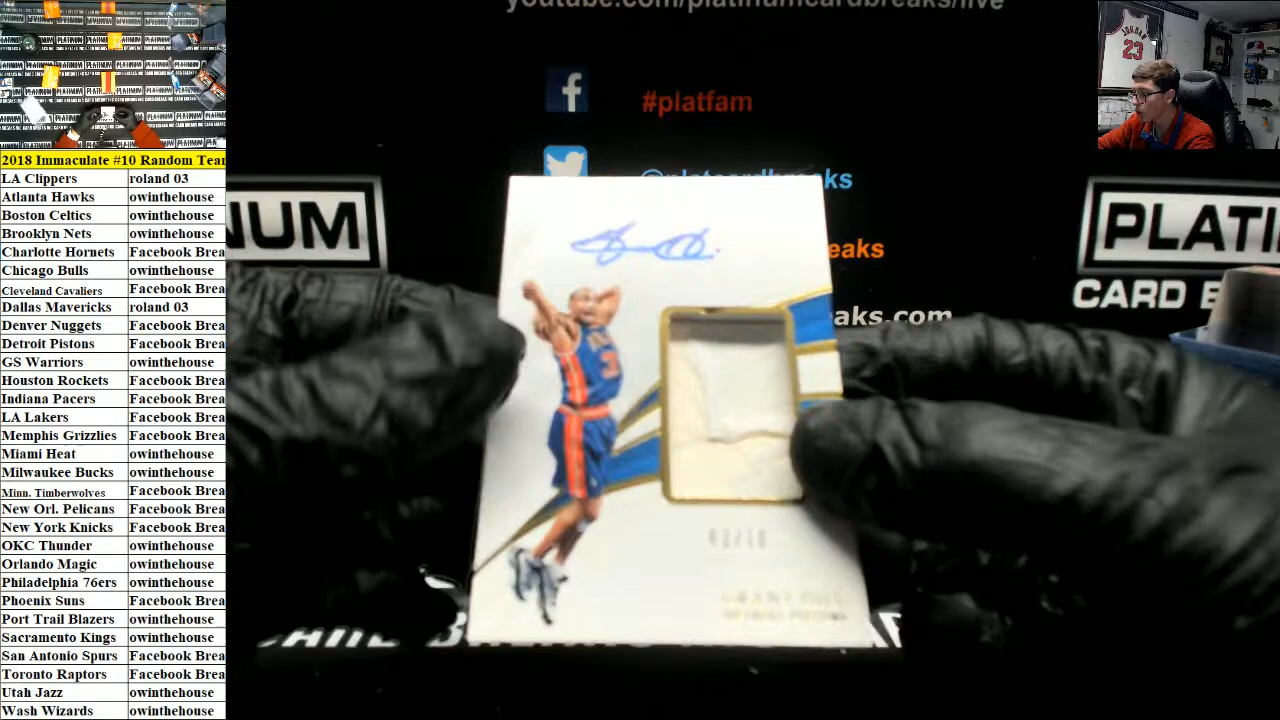 youtube.com/platinumcardbreaks/live
#platfam
2018 Immaculate #10 Random Tear
LA Clippers roland 03
Atlanta Hawks owinthehouse
Boston Celtics owinthehouse
Brooklyn Nets owinthehouse
Charlotte Hornets Facebook Brea
Chicago Bulls owinthehouse
Cleveland Cavaliers Facebook Brea
Dallas Mavericks roland 03
Denver Nuggets Facebook Brea
Detroit Pistons Facebook Brea
GS Warriors owinthehouse
Houston Rockets Facebook Brea
Indiana Pacers Facebook Brea
LA Lakers Facebook Brea
Memphis Grizzlies Facebook Brea
Miami Heat owinthehouse
Milwaukee Bucks owinthehouse
Minn. Timberwolves Facebook Brea
New Orl. Pelicans Facebook Brea
New York Knicks Facebook Brea
OKC Thunder owinthehouse
Orlando Magic owinthehouse
Philadelphia 76ers owinthehouse
Phoenix Suns Facebook Brea
Port Trail Blazers owinthehouse
Sacramento Kings owinthehouse
San Antonio Spurs Facebook Brea
Toronto Raptors Facebook Brea
Utah Jazz owinthehouse
Wash Wizards owinthehouse
NUM
PLATI
CARD B
ks
eaks
aks.com
JORDAN
23